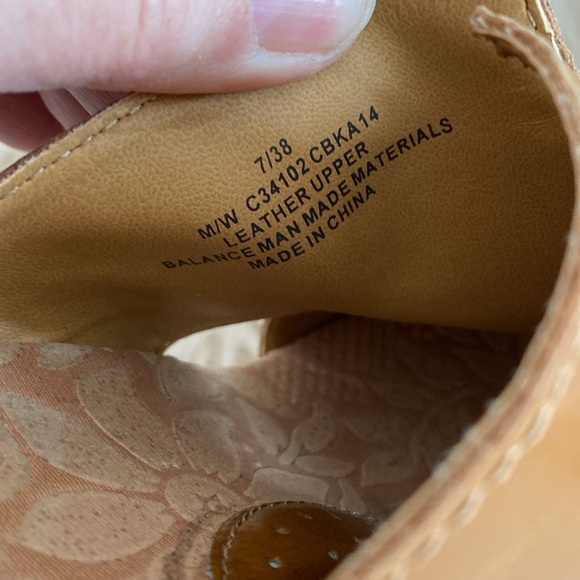 7/38
M/W C34102 CBKA14
LEATHER UPPER
BALANCE MAN MADE MATERIALS
MADE IN CHINA